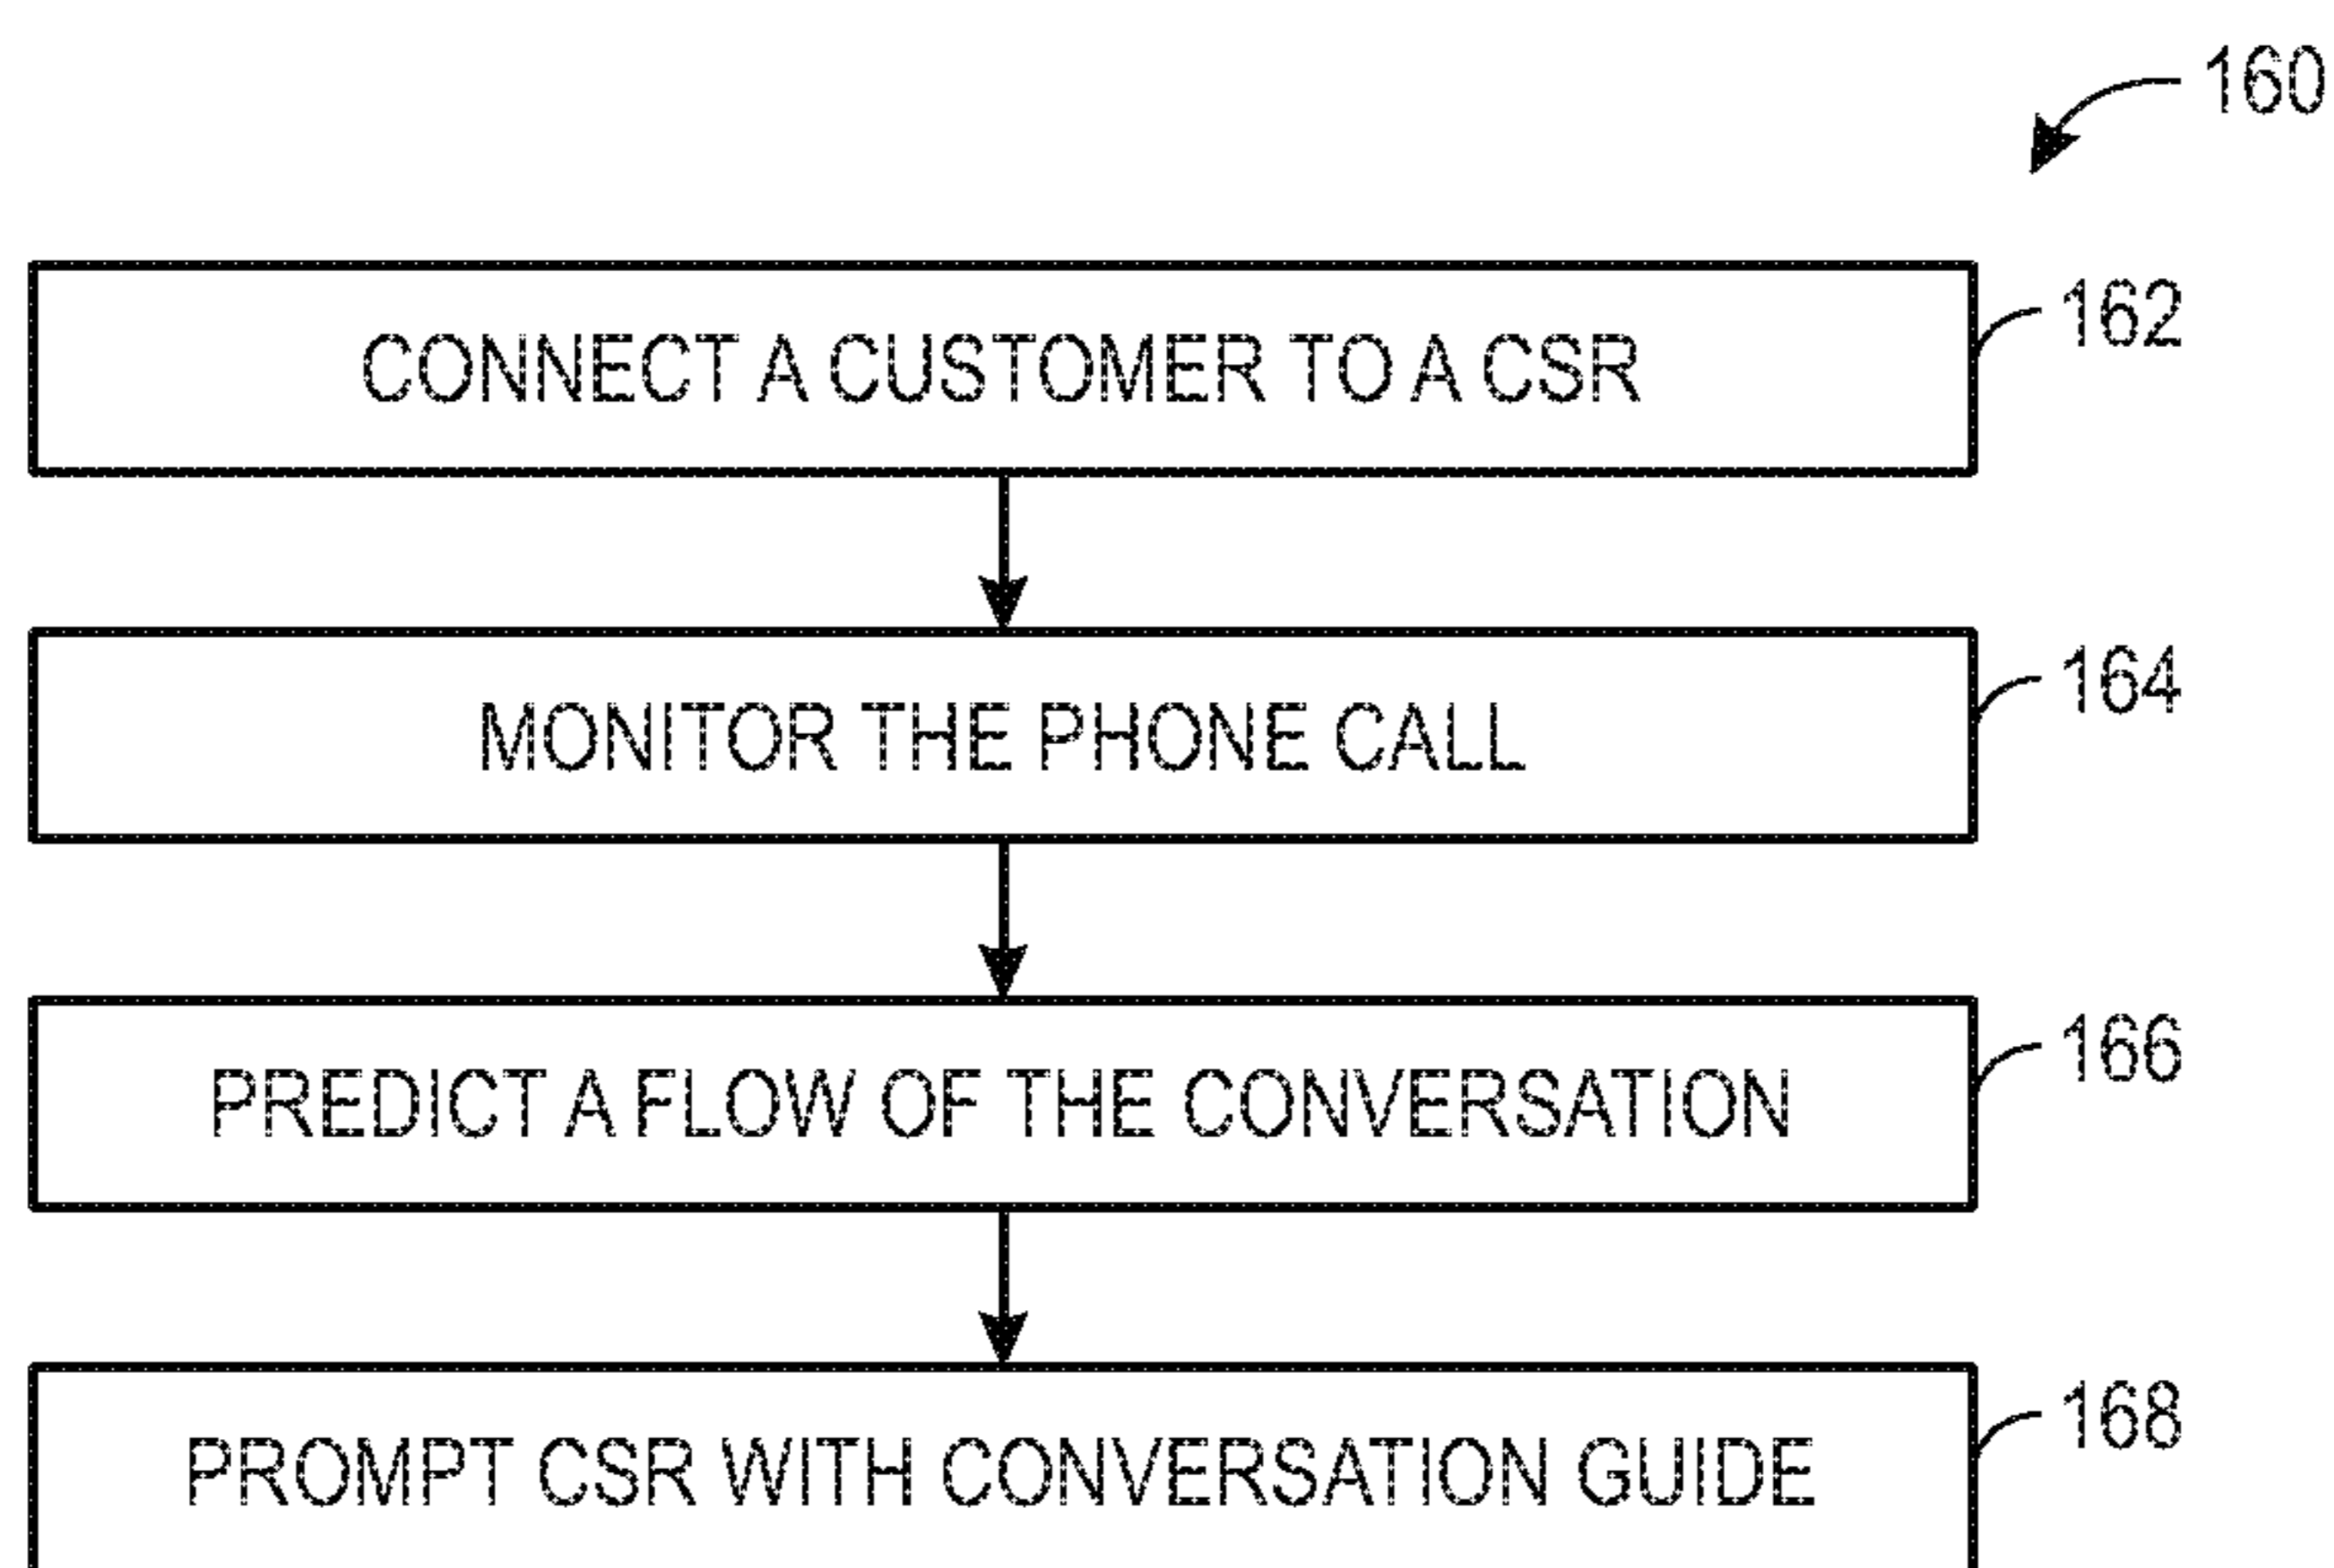 160
CONNECT A CUSTOMER TO A CSR
162
MONITOR THE PHONE CALL
164
PREDICT A FLOW OF THE CONVERSATION
166
PROMPT CSR WITH CONVERSATION GUIDE
168